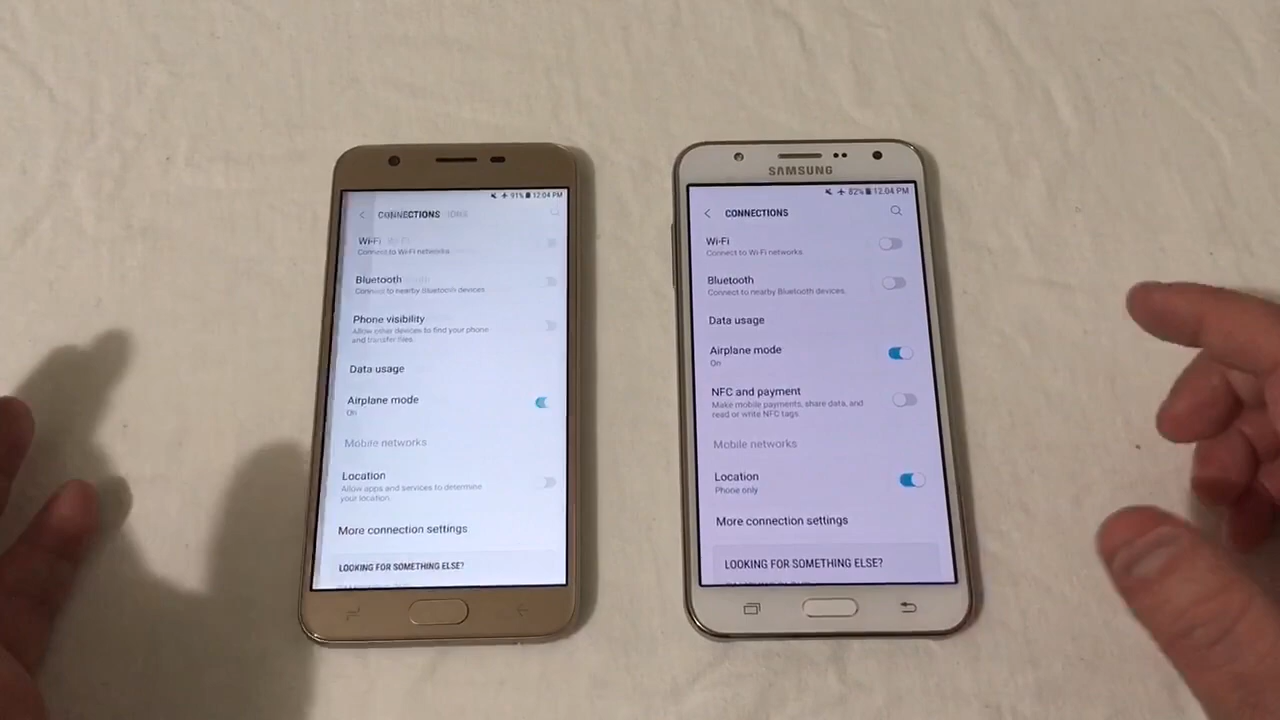 91% 12:04 PM
CONNECTIONS
Wi-Fi
Connect to Wi-Fi networks.
Bluetooth
Connect to nearby Bluetooth devices.
Phone visibility
Allow other devices to find your phone
and transfer files.
Data usage
Airplane mode
On
Mobile networks
Location
Allow apps and services to determine
your location.
More connection settings
LOOKING FOR SOMETHING ELSE?
SAMSUNG
82% 12:04 PM
CONNECTIONS
Wi-Fi
Connect to Wi-Fi networks.
Bluetooth
Connect to nearby Bluetooth devices.
Data usage
Airplane mode
On
NFC and payment
Make mobile payments, share data, and
read or write NFC tags.
Mobile networks
Location
Phone only
More connection settings
LOOKING FOR SOMETHING ELSE?